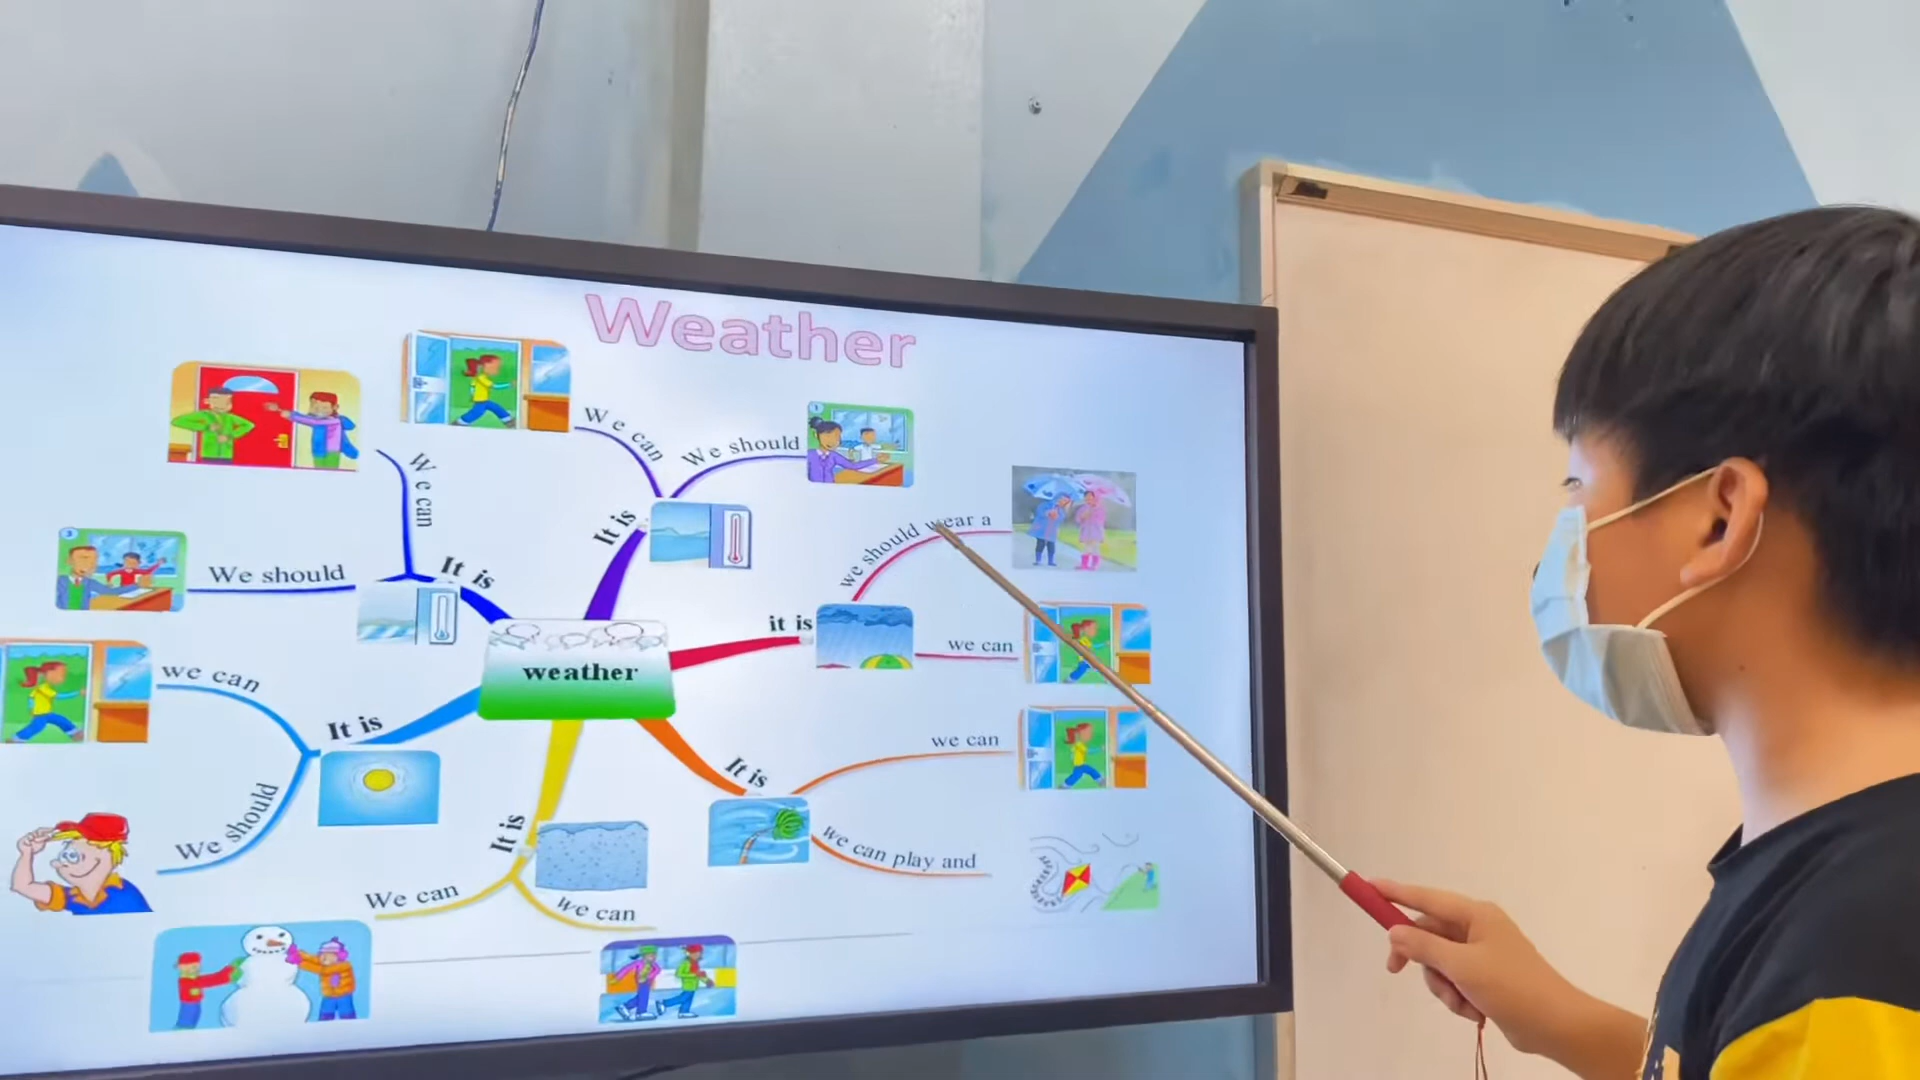 Weather
We can
We should
We can
we should wear a
We should
It is
It is
it is
we can
weather
we can
It is
we can
It is
We should
It is
we can play and
We can
we can
1
3